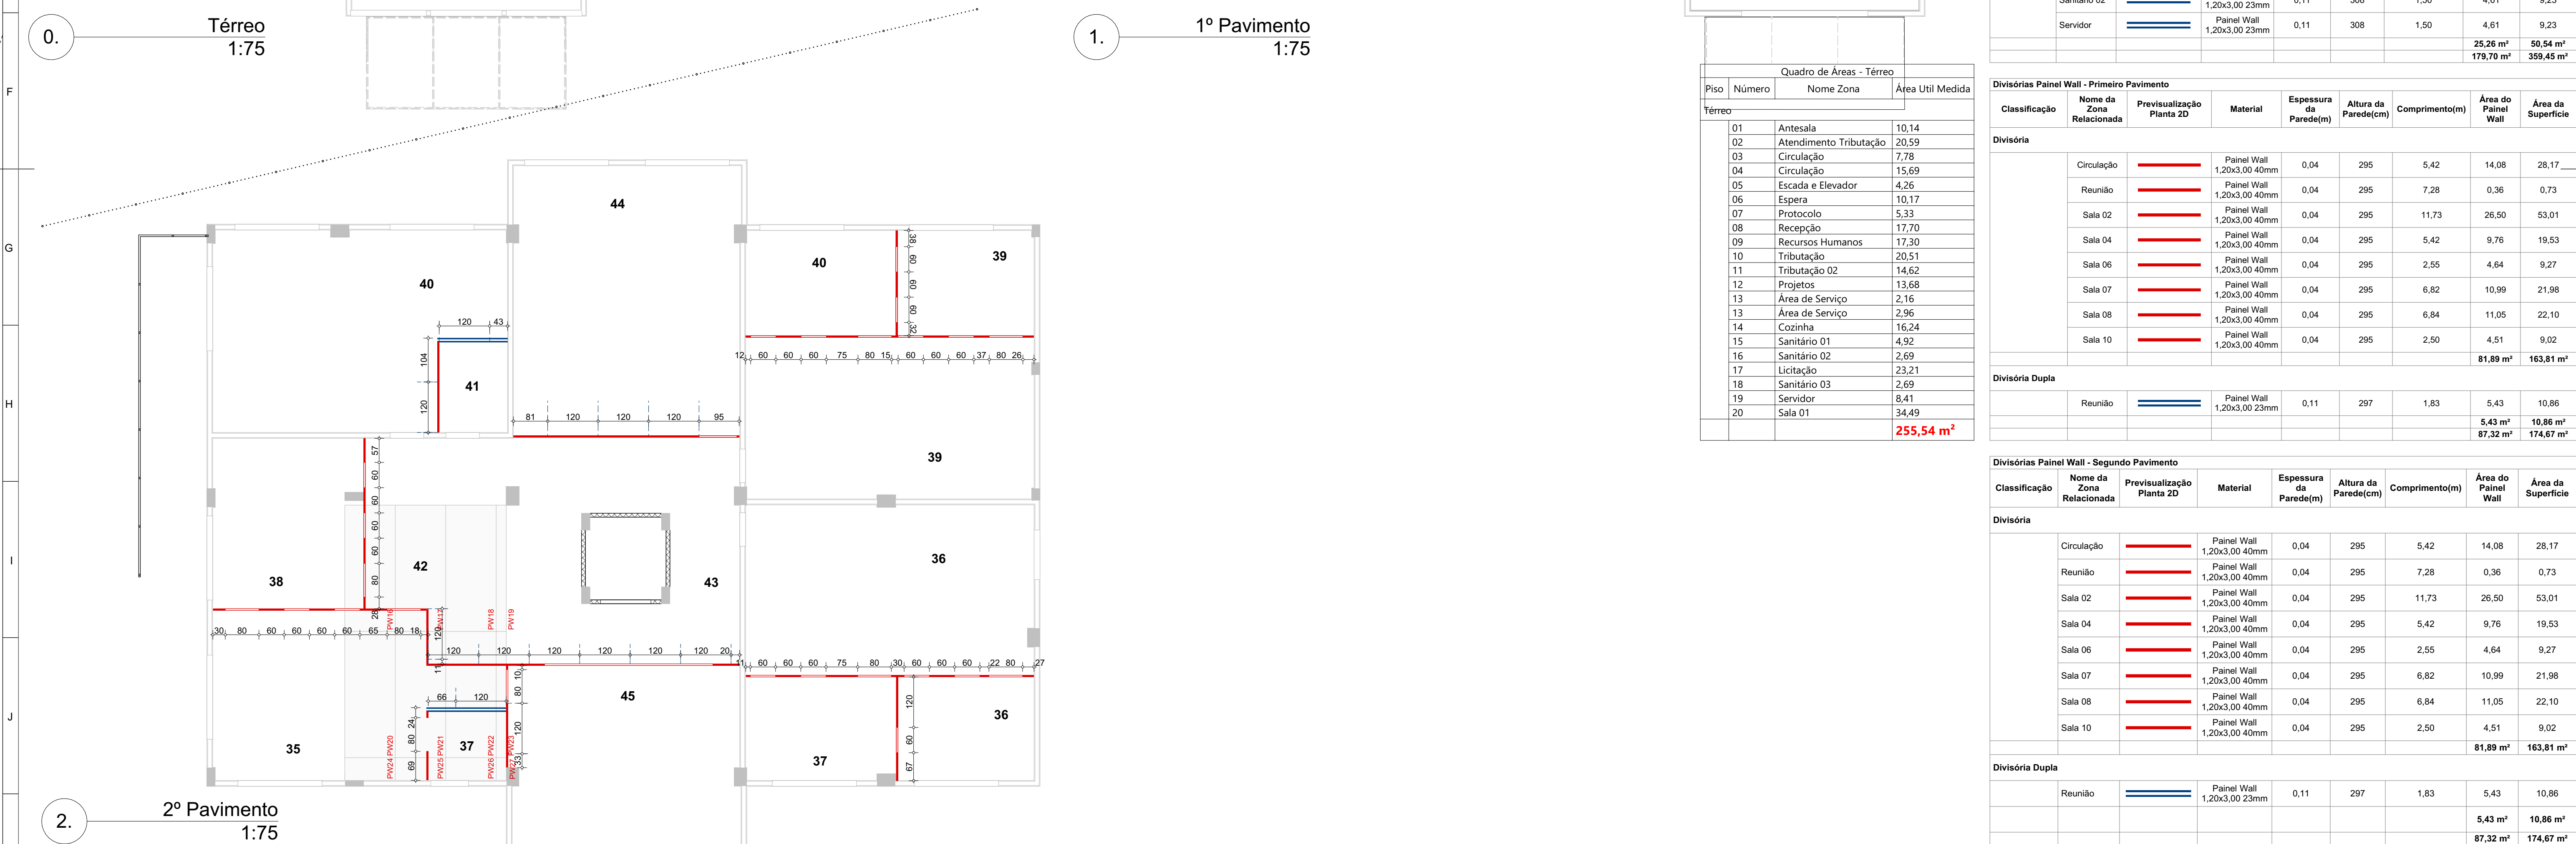 0.
Térreo
1:75
1.
1º Pavimento
1:75
F
G
H
I
J
44
40
40
39
38
60
60
60
32
120 43
104
120
41
12 60 60 60 75 80 15 60 60 60 37 80 26
81 120 120 120 95
39
57
60
60
60
60
80
28
42
38
43
36
PW16
PW17
PW18
PW19
30 80 60 60 60 60 65 80 18
120
11
120 120 120 120 120 120 20
11 60 60 60 75 80 30 60 60 60 22 80 27
10
80
120
33
45
66 120
24
80
69
35
37
PW20 PW21 PW22 PW23
PW24 PW25 PW26 PW27
120
60
67
37
36
2.
2º Pavimento
1:75
Quadro de Áreas - Térreo
Piso Número Nome Zona Área Util Medida
Térreo
01 Antesala 10,14
02 Atendimento Tributação 20,59
03 Circulação 7,78
04 Circulação 15,69
05 Escada e Elevador 4,26
06 Espera 10,17
07 Protocolo 5,33
08 Recepção 17,70
09 Recursos Humanos 17,30
10 Tributação 20,51
11 Tributação 02 14,62
12 Projetos 13,68
13 Área de Serviço 2,16
13 Área de Serviço 2,96
14 Cozinha 16,24
15 Sanitário 01 4,92
16 Sanitário 02 2,69
17 Licitação 23,21
18 Sanitário 03 2,69
19 Servidor 8,41
20 Sala 01 34,49
255,54 m²
Sanitário 02 1,20x3,00 23mm 0,11 308 1,50 4,61 9,23
Servidor Painel Wall 1,20x3,00 23mm 0,11 308 1,50 4,61 9,23
25,26 m² 50,54 m²
179,70 m² 359,45 m²
Divisórias Painel Wall - Primeiro Pavimento
Classificação Nome da Zona Relacionada Previsualização Planta 2D Material Espessura da Parede(m) Altura da Parede(cm) Comprimento(m) Área do Painel Wall Área da Superfície
Divisória
Circulação Painel Wall 1,20x3,00 40mm 0,04 295 5,42 14,08 28,17
Reunião Painel Wall 1,20x3,00 40mm 0,04 295 7,28 0,36 0,73
Sala 02 Painel Wall 1,20x3,00 40mm 0,04 295 11,73 26,50 53,01
Sala 04 Painel Wall 1,20x3,00 40mm 0,04 295 5,42 9,76 19,53
Sala 06 Painel Wall 1,20x3,00 40mm 0,04 295 2,55 4,64 9,27
Sala 07 Painel Wall 1,20x3,00 40mm 0,04 295 6,82 10,99 21,98
Sala 08 Painel Wall 1,20x3,00 40mm 0,04 295 6,84 11,05 22,10
Sala 10 Painel Wall 1,20x3,00 40mm 0,04 295 2,50 4,51 9,02
81,89 m² 163,81 m²
Divisória Dupla
Reunião Painel Wall 1,20x3,00 23mm 0,11 297 1,83 5,43 10,86
5,43 m² 10,86 m²
87,32 m² 174,67 m²
Divisórias Painel Wall - Segundo Pavimento
Classificação Nome da Zona Relacionada Previsualização Planta 2D Material Espessura da Parede(m) Altura da Parede(cm) Comprimento(m) Área do Painel Wall Área da Superfície
Divisória
Circulação Painel Wall 1,20x3,00 40mm 0,04 295 5,42 14,08 28,17
Reunião Painel Wall 1,20x3,00 40mm 0,04 295 7,28 0,36 0,73
Sala 02 Painel Wall 1,20x3,00 40mm 0,04 295 11,73 26,50 53,01
Sala 04 Painel Wall 1,20x3,00 40mm 0,04 295 5,42 9,76 19,53
Sala 06 Painel Wall 1,20x3,00 40mm 0,04 295 2,55 4,64 9,27
Sala 07 Painel Wall 1,20x3,00 40mm 0,04 295 6,82 10,99 21,98
Sala 08 Painel Wall 1,20x3,00 40mm 0,04 295 6,84 11,05 22,10
Sala 10 Painel Wall 1,20x3,00 40mm 0,04 295 2,50 4,51 9,02
81,89 m² 163,81 m²
Divisória Dupla
Reunião Painel Wall 1,20x3,00 23mm 0,11 297 1,83 5,43 10,86
5,43 m² 10,86 m²
87,32 m² 174,67 m²